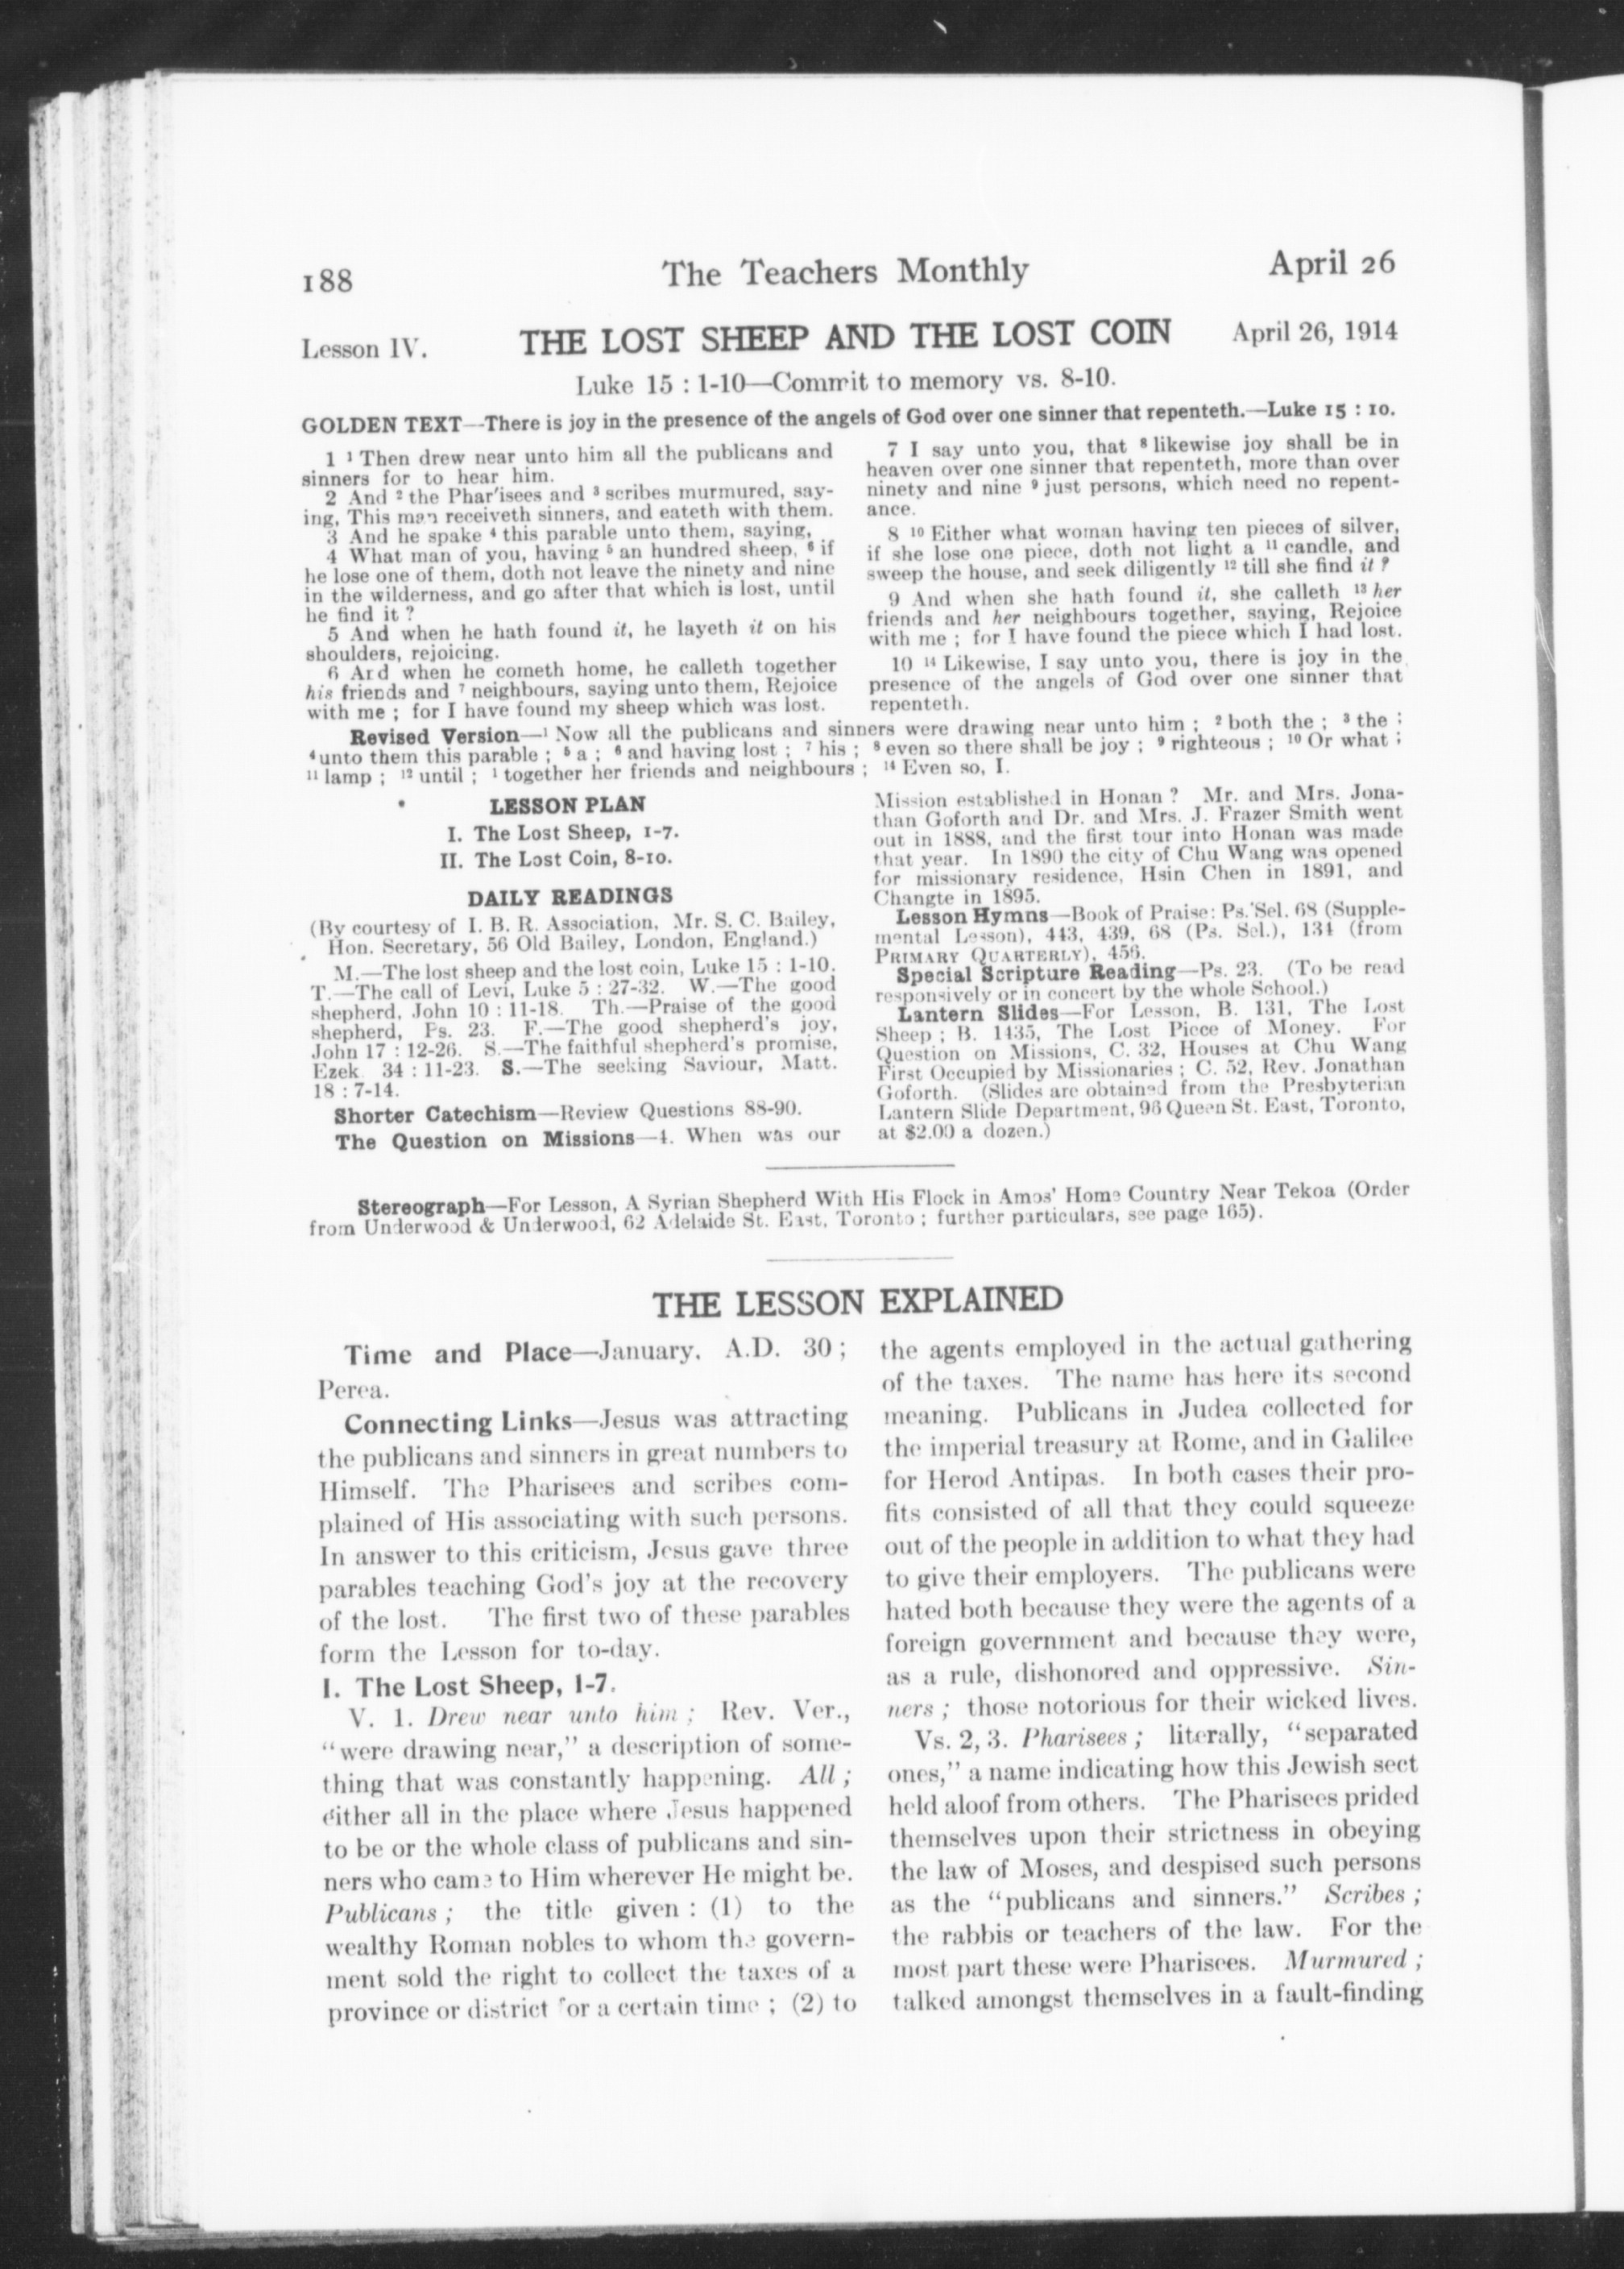 188
The Teachers Monthly
April 26
Lesson IV.
THE LOST SHEEP AND THE LOST COIN
April 26, 1914
Luke 15 : 1-10—Commit to memory vs. 8-10.
GOLDEN TEXT—There is joy in the presence of the angels of God over one sinner that repenteth.—Luke 15 : 10.
1 ¹ Then drew near unto him all the publicans and
sinners for to hear him.
2 And ² the Phar'isees and ³ scribes murmured, say-
ing, This man receiveth sinners, and eateth with them.
3 And he spake ⁴ this parable unto them, saying,
4 What man of you, having ⁵ an hundred sheep, ⁶ if
he lose one of them, doth not leave the ninety and nine
in the wilderness, and go after that which is lost, until
he find it ?
5 And when he hath found it, he layeth it on his
shoulders, rejoicing.
6 And when he cometh home, he calleth together
his friends and ⁷ neighbours, saying unto them, Rejoice
with me ; for I have found my sheep which was lost.
7 I say unto you, that ⁸ likewise joy shall be in
heaven over one sinner that repenteth, more than over
ninety and nine ⁹ just persons, which need no repent-
ance.
8 ¹⁰ Either what woman having ten pieces of silver,
if she lose one piece, doth not light a ¹¹ candle, and
sweep the house, and seek diligently ¹² till she find it ?
9 And when she hath found it, she calleth ¹³ her
friends and her neighbours together, saying, Rejoice
with me ; for I have found the piece which I had lost.
10 ¹⁴ Likewise, I say unto you, there is joy in the
presence of the angels of God over one sinner that
repenteth.
Revised Version—¹ Now all the publicans and sinners were drawing near unto him ; ² both the ; ³ the ;
⁴ unto them this parable ; ⁵ a ; ⁶ and having lost ; ⁷ his ; ⁸ even so there shall be joy ; ⁹ righteous ; ¹⁰ Or what ;
¹¹ lamp ; ¹² until ; ¹ together her friends and neighbours ; ¹⁴ Even so, I.
LESSON PLAN
I. The Lost Sheep, 1-7.
II. The Lost Coin, 8-10.
DAILY READINGS
(By courtesy of I. B. R. Association, Mr. S. C. Bailey,
Hon. Secretary, 56 Old Bailey, London, England.)
M.—The lost sheep and the lost coin, Luke 15 : 1-10.
T.—The call of Levi, Luke 5 : 27-32. W.—The good
shepherd, John 10 : 11-18. Th.—Praise of the good
shepherd, Ps. 23. F.—The good shepherd's joy,
John 17 : 12-26. S.—The faithful shepherd's promise,
Ezek 34 : 11-23. S.—The seeking Saviour, Matt.
18 : 7-14.
Shorter Catechism—Review Questions 88-90.
The Question on Missions—4. When was our
Mission established in Honan ? Mr. and Mrs. Jona-
than Goforth and Dr. and Mrs. J. Frazer Smith went
out in 1888, and the first tour into Honan was made
that year. In 1890 the city of Chu Wang was opened
for missionary residence, Hsin Chen in 1891, and
Changte in 1895.
Lesson Hymns—Book of Praise: Ps. Sel. 68 (Supple-
mental Lesson), 443, 439, 68 (Ps. Sel.), 134 (from
PRIMARY QUARTERLY), 456.
Special Scripture Reading—Ps. 23. (To be read
responsively or in concert by the whole School.)
Lantern Slides—For Lesson, B. 131, The Lost
Sheep ; B. 1435, The Lost Piece of Money. For
Question on Missions, C. 32, Houses at Chu Wang
First Occupied by Missionaries ; C. 52, Rev. Jonathan
Goforth. (Slides are obtained from the Presbyterian
Lantern Slide Department, 96 Queen St. East, Toronto,
at $2.00 a dozen.)
Stereograph—For Lesson, A Syrian Shepherd With His Flock in Amos' Home Country Near Tekoa (Order
from Underwood & Underwood, 62 Adelaide St. East, Toronto ; further particulars, see page 165).
THE LESSON EXPLAINED
Time and Place—January, A.D. 30 ;
Perea.
Connecting Links—Jesus was attracting
the publicans and sinners in great numbers to
Himself. The Pharisees and scribes com-
plained of His associating with such persons.
In answer to this criticism, Jesus gave three
parables teaching God's joy at the recovery
of the lost. The first two of these parables
form the Lesson for to-day.
I. The Lost Sheep, 1-7.
V. 1. Drew near unto him ; Rev. Ver.,
"were drawing near," a description of some-
thing that was constantly happening. All ;
either all in the place where Jesus happened
to be or the whole class of publicans and sin-
ners who came to Him wherever He might be.
Publicans ; the title given : (1) to the
wealthy Roman nobles to whom the govern-
ment sold the right to collect the taxes of a
province or district for a certain time ; (2) to
the agents employed in the actual gathering
of the taxes. The name has here its second
meaning. Publicans in Judea collected for
the imperial treasury at Rome, and in Galilee
for Herod Antipas. In both cases their pro-
fits consisted of all that they could squeeze
out of the people in addition to what they had
to give their employers. The publicans were
hated both because they were the agents of a
foreign government and because they were,
as a rule, dishonored and oppressive. Sin-
ners ; those notorious for their wicked lives.
Vs. 2, 3. Pharisees ; literally, "separated
ones," a name indicating how this Jewish sect
held aloof from others. The Pharisees prided
themselves upon their strictness in obeying
the law of Moses, and despised such persons
as the "publicans and sinners." Scribes ;
the rabbis or teachers of the law. For the
most part these were Pharisees. Murmured ;
talked amongst themselves in a fault-finding